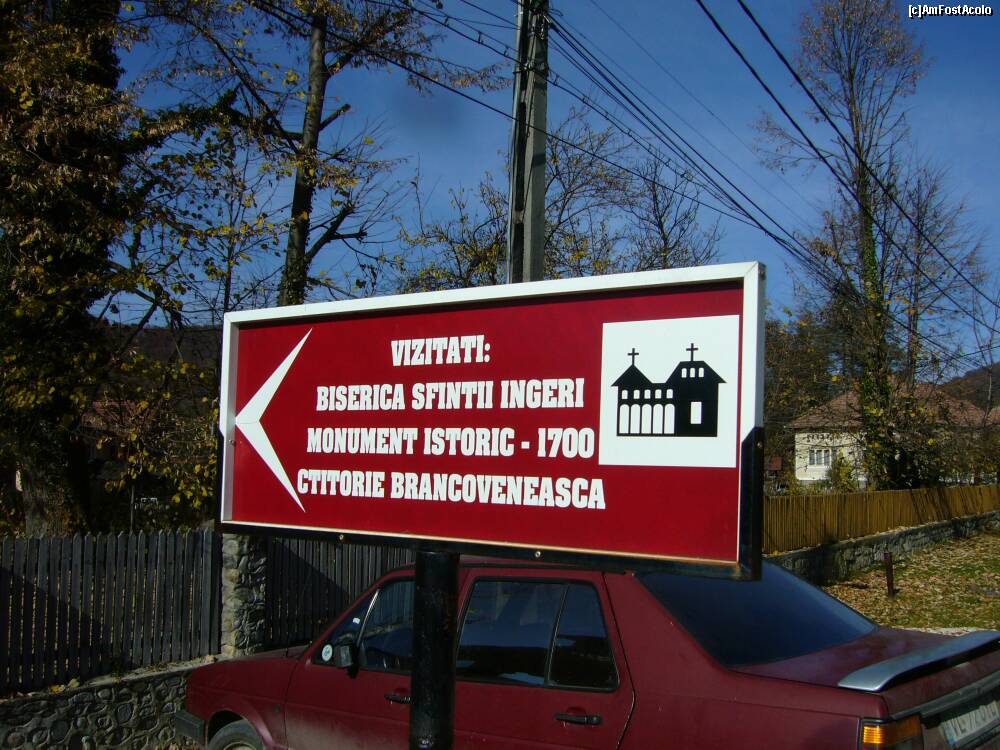 [c]AmFostAcolo
VIZITATI:
BISERICA SFINTII INGERI
MONUMENT ISTORIC - 1700
CTITORIE BRANCOVENEASCA